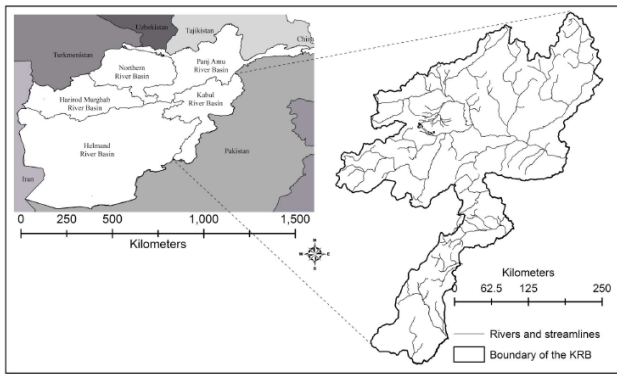 Uzbekistan
Tajikistan
China
Turkmenistan
Northern
River Basin
Panj Amu
River Basin
Kabul
River Basin
Harirod Murghab
River Basin
Helmand
River Basin
Pakistan
Iran
0 250 500 1,000 1,500
Kilometers
N
W E
S
Kilometers
0 62.5 125 250
Rivers and streamlines
Boundary of the KRB